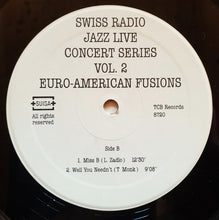 SWISS RADIO
JAZZ LIVE
CONCERT SERIES
VOL. 2
EURO-AMERICAN FUSIONS
SUISA
All rights
reserved
TCB Records
8720
Side B
1. Miss B ( L. Zadlo ) 12'30'
2. Well You Needn't (T Monk ) 9'08"